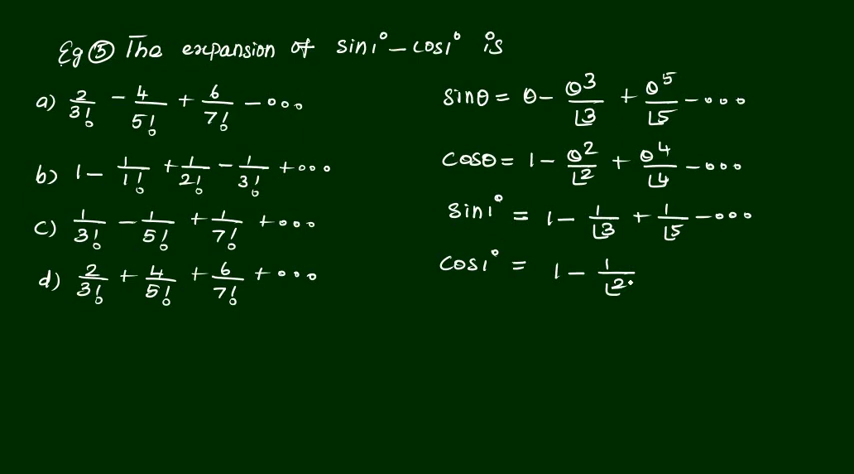 Eg ⑤ The expansion of sin1° – cos1° is
a) 2/3! – 4/5! + 6/7! – ∘∘∘
b) 1 – 1/1! + 1/2! – 1/3! + ∘∘∘
c) 1/3! – 1/5! + 1/7! + ∘∘∘
d) 2/3! + 4/5! + 6/7! + ∘∘∘
sinθ = θ – θ³/⌊3 + θ⁵/⌊5 – ∘∘∘
cosθ = 1 – θ²/⌊2 + θ⁴/⌊4 – ∘∘∘
sin1° = 1 – 1/⌊3 + 1/⌊5 – ∘∘∘
cos1° = 1 – 1/⌊2